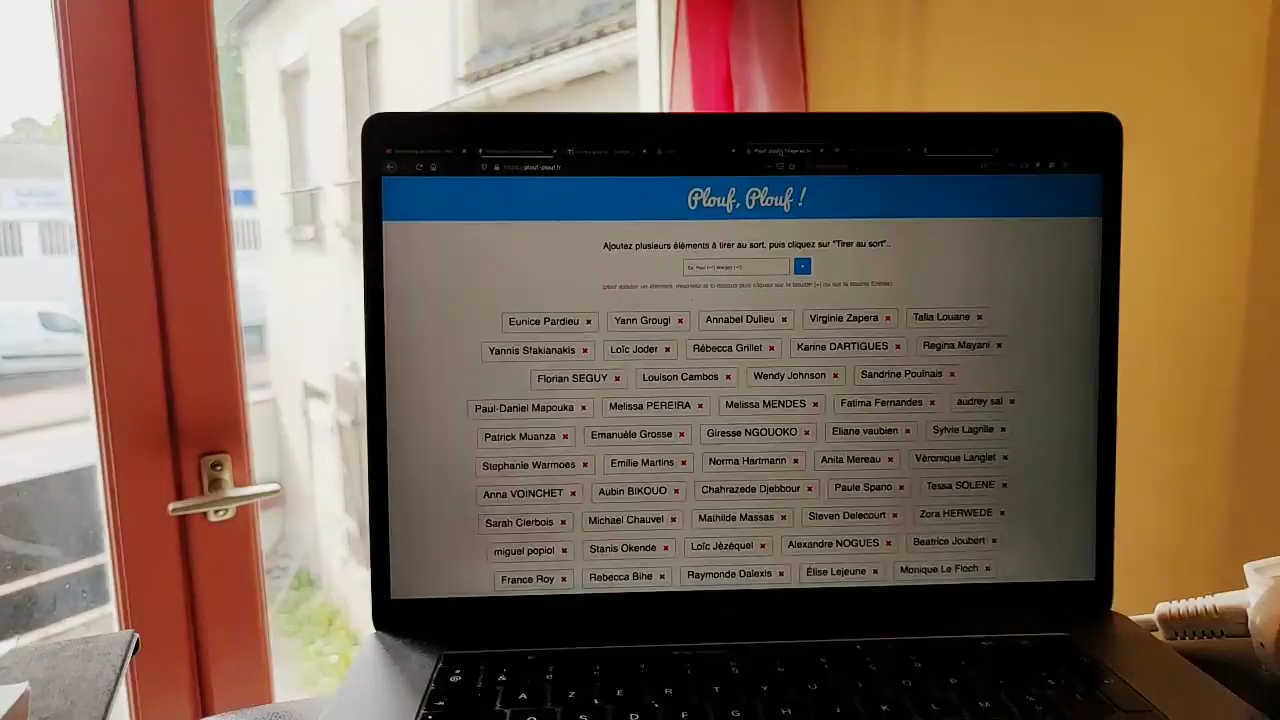 Plouf, Plouf !
Ajoutez plusieurs éléments à tirer au sort, puis cliquez sur "Tirer au sort"..
Eunice Pardieu × Yann Grougi × Annabel Dulieu × Virginie Zapera × Talia Louane ×
Yannis Sfakianakis × Loïc Joder × Rébecca Grillet × Karine DARTIGUES × Regina Mayani ×
Florian SEGUY × Louison Cambos × Wendy Johnson × Sandrine Poulnais ×
Paul-Daniel Mapouka × Melissa PEREIRA × Melissa MENDES × Fatima Fernandes × audrey sal ×
Patrick Muanza × Emanuèle Grosse × Giresse NGOUOKO × Eliane vaubien × Sylvie Lagrille ×
Stephanie Warmoes × Emilie Martins × Norma Hartmann × Anita Mereau × Véronique Langlet ×
Anna VOINCHET × Aubin BIKOUO × Chahrazede Djebbour × Paule Spano × Tessa SOLENE ×
Sarah Clerbois × Michael Chauvel × Mathilde Massas × Steven Delecourt × Zora HERWEDE ×
miguel popiol × Stanis Okende × Loïc Jézéquel × Alexandre NOGUES × Beatrice Joubert ×
France Roy × Rebecca Bihe × Raymonde Dalexis × Élise Lejeune × Monique Le Floch ×
A Z E R T Y U